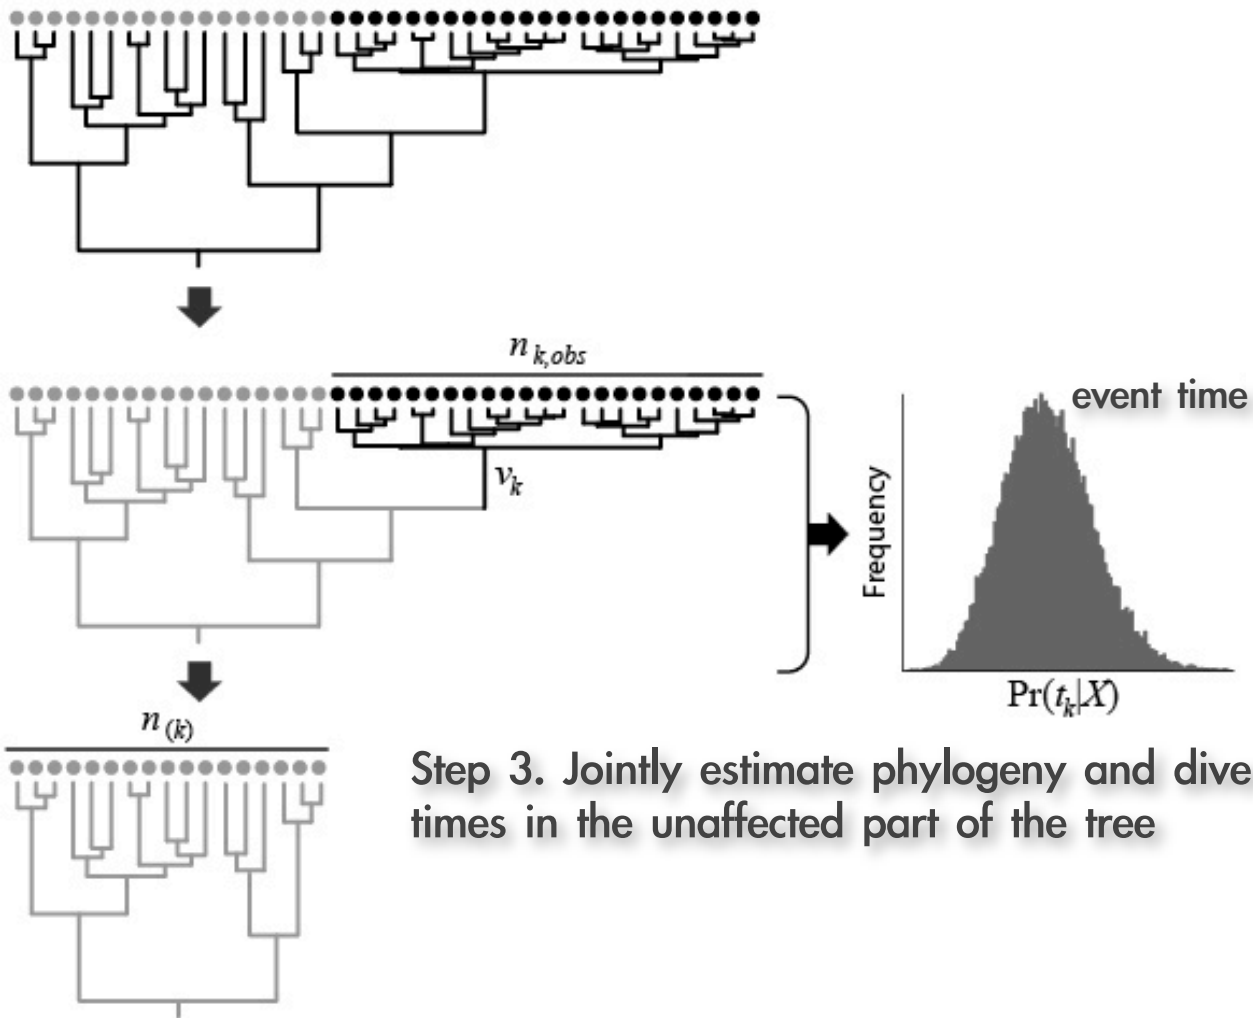 n k,obs
event time
v k
Frequency
Pr(t k|X)
n (k)
Step 3. Jointly estimate phylogeny and dive
times in the unaffected part of the tree